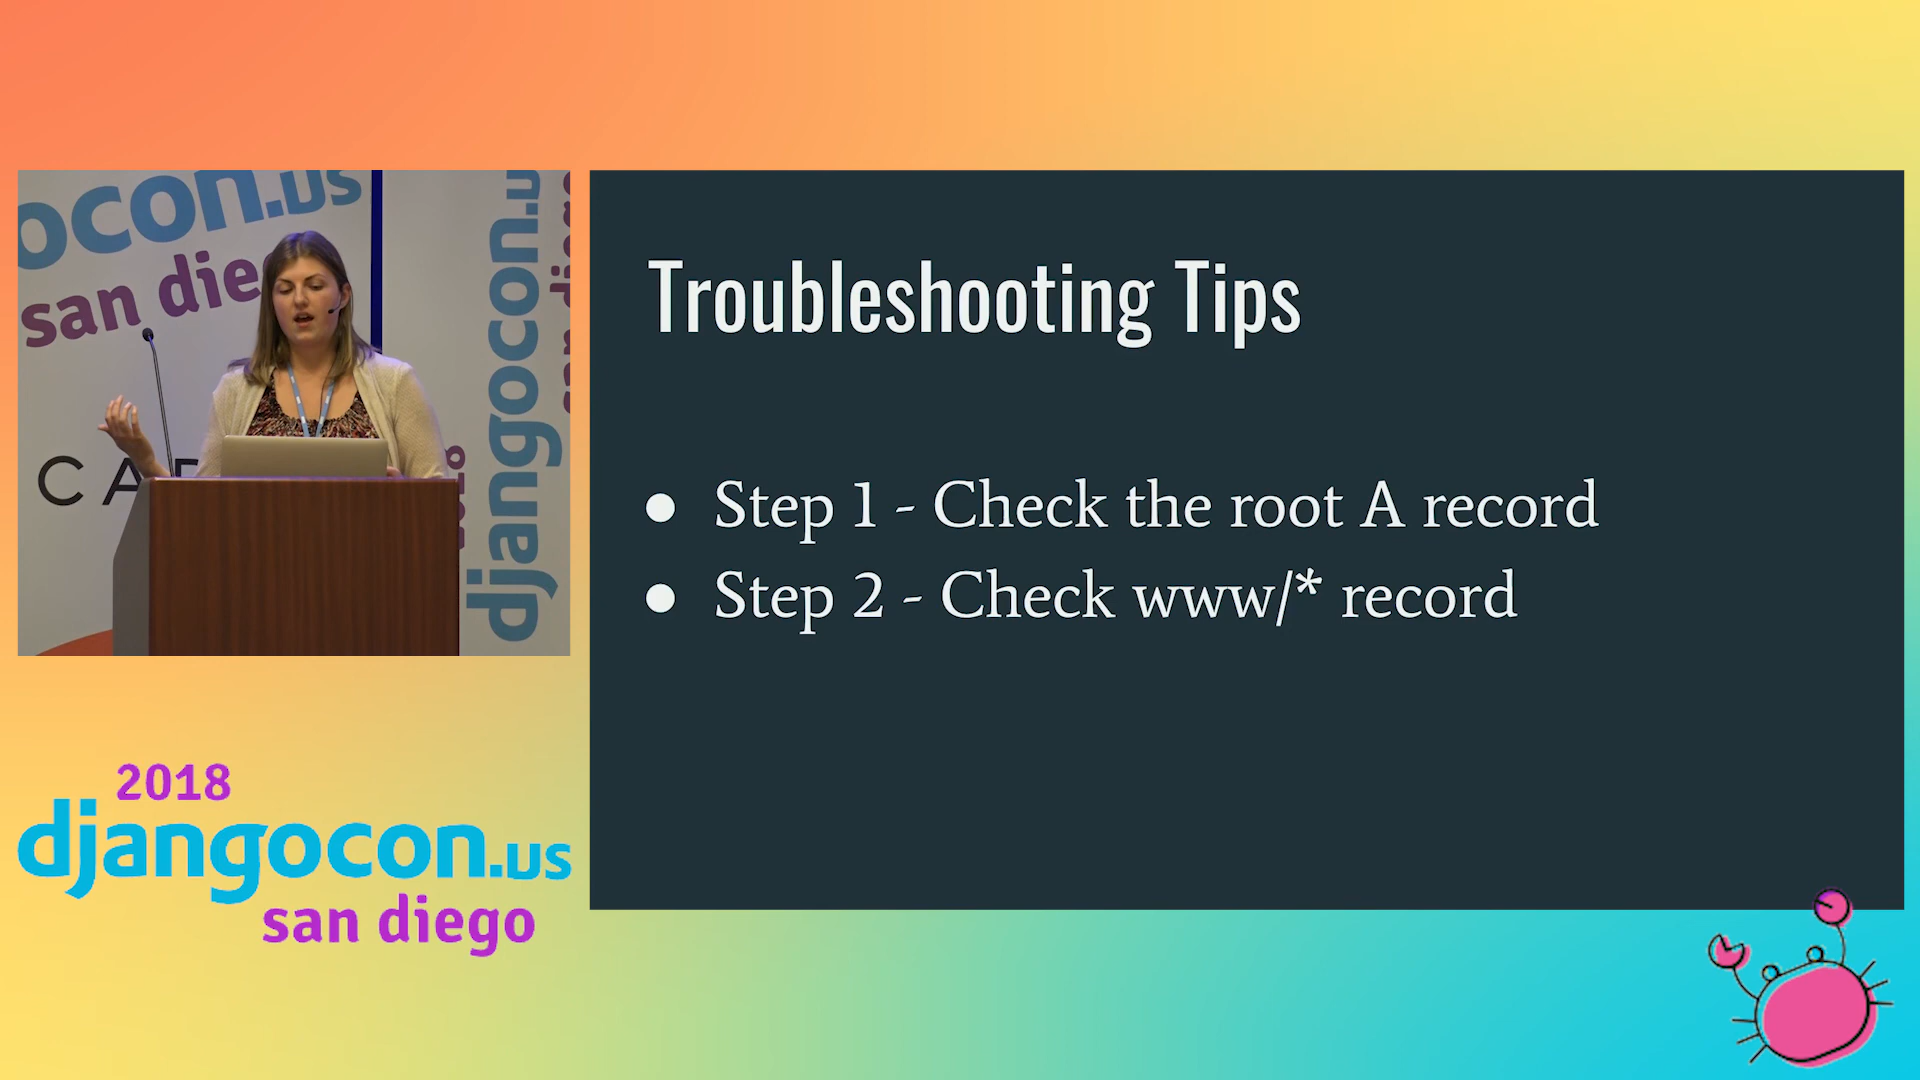 ocon.us
san die
CAR
djangocon.u
Troubleshooting Tips
● Step 1 - Check the root A record
● Step 2 - Check www/* record
2018
djangocon.us
san diego